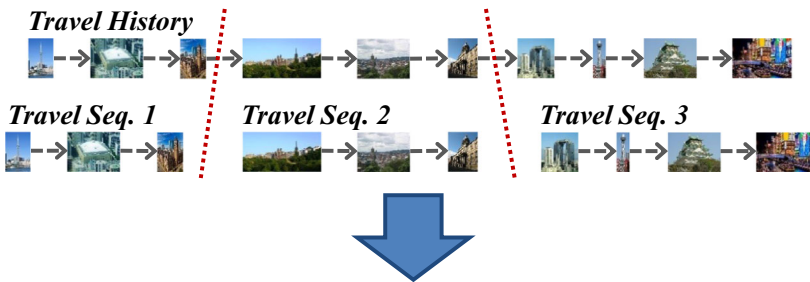 Travel History
Travel Seq. 1
Travel Seq. 2
Travel Seq. 3